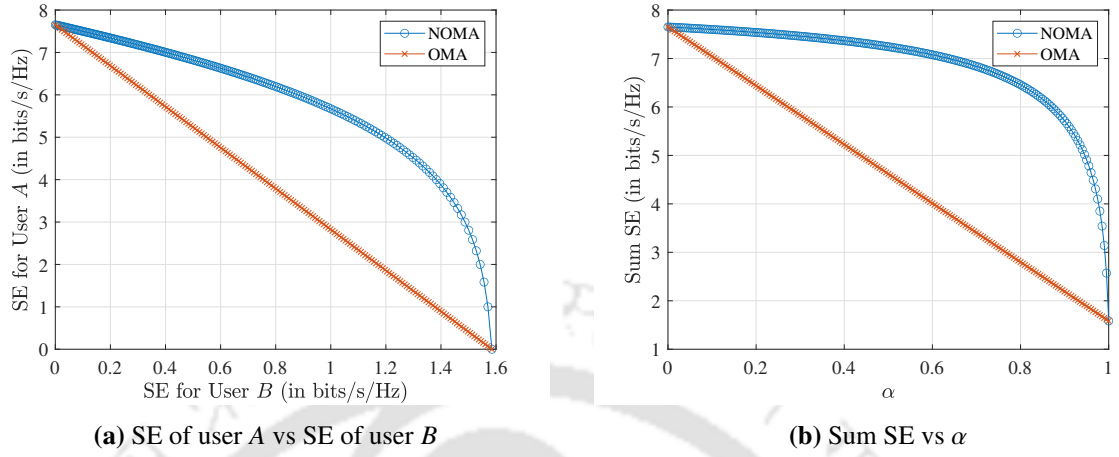 8
7
6
5
4
3
2
1
0
SE for User A (in bits/s/Hz)
NOMA
OMA
0 0.2 0.4 0.6 0.8 1 1.2 1.4 1.6
SE for User B (in bits/s/Hz)
(a) SE of user A vs SE of user B
8
7
6
5
4
3
2
1
Sum SE (in bits/s/Hz)
NOMA
OMA
0 0.2 0.4 0.6 0.8 1
α
(b) Sum SE vs α